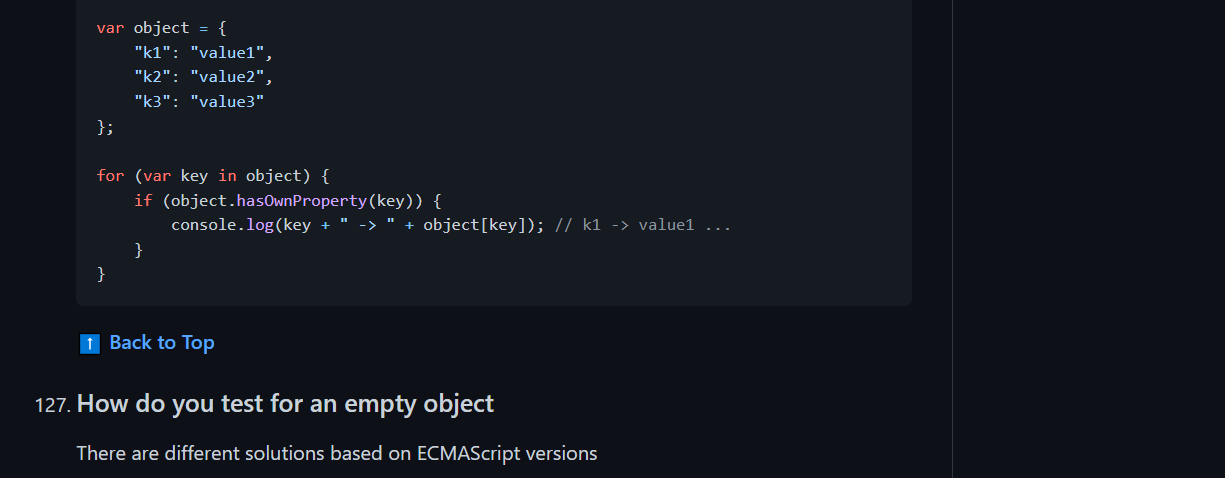 var object = {
    "k1": "value1",
    "k2": "value2",
    "k3": "value3"
};
for (var key in object) {
    if (object.hasOwnProperty(key)) {
        console.log(key + " -> " + object[key]); // k1 -> value1 ...
    }
}
↑ Back to Top
127. How do you test for an empty object
There are different solutions based on ECMAScript versions